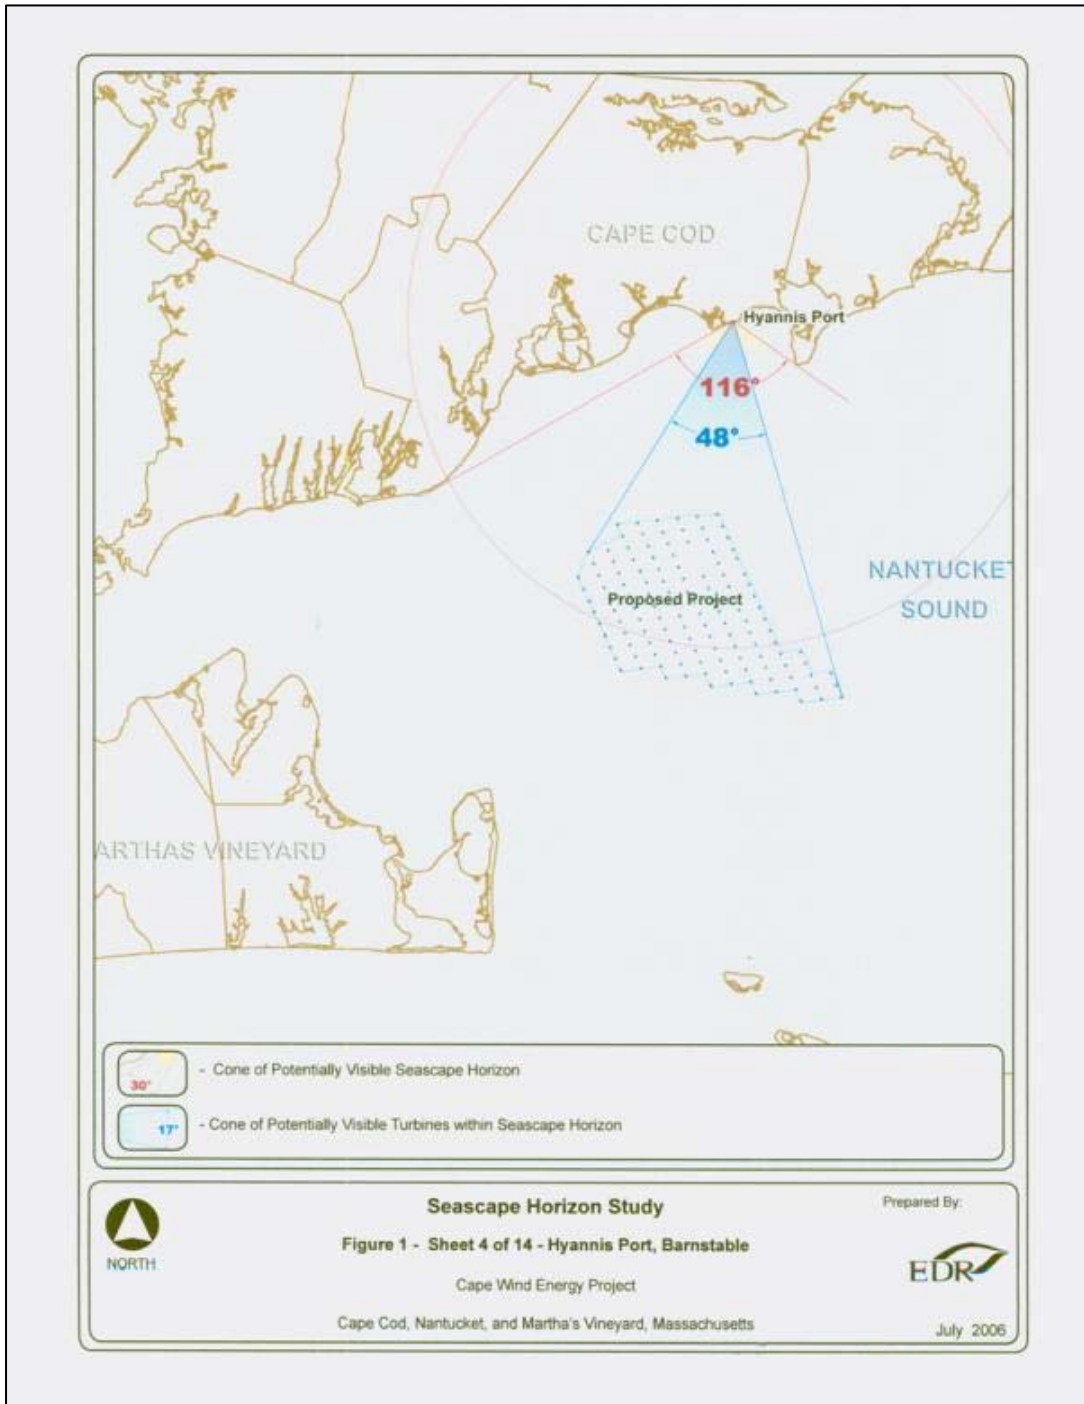 CAPE COD
Hyannis Port
116°
48°
NANTUCKET
SOUND
Proposed Project
ARTHAS VINEYARD
30°
- Cone of Potentially Visible Seascape Horizon
17°
- Cone of Potentially Visible Turbines within Seascape Horizon
NORTH
Seascape Horizon Study
Figure 1 - Sheet 4 of 14 - Hyannis Port, Barnstable
Cape Wind Energy Project
Cape Cod, Nantucket, and Martha's Vineyard, Massachusetts
Prepared By:
EDR
July 2006